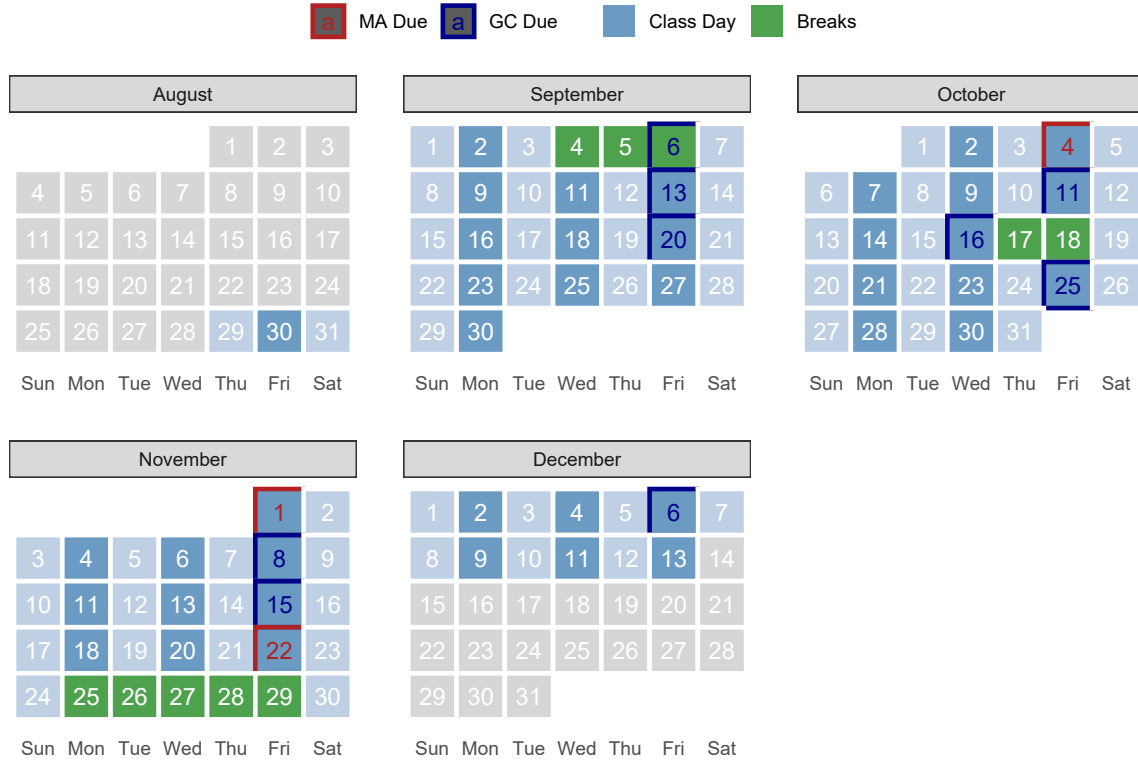 a MA Due a GC Due Class Day Breaks
August September October
1 2 3 1 2 3 4 5 6 7 1 2 3 4 5
4 5 6 7 8 9 10 8 9 10 11 12 13 14 6 7 8 9 10 11 12
11 12 13 14 15 16 17 15 16 17 18 19 20 21 13 14 15 16 17 18 19
18 19 20 21 22 23 24 22 23 24 25 26 27 28 20 21 22 23 24 25 26
25 26 27 28 29 30 31 29 30 27 28 29 30 31
Sun Mon Tue Wed Thu Fri Sat Sun Mon Tue Wed Thu Fri Sat Sun Mon Tue Wed Thu Fri Sat
November December
1 2 1 2 3 4 5 6 7
3 4 5 6 7 8 9 8 9 10 11 12 13 14
10 11 12 13 14 15 16 15 16 17 18 19 20 21
17 18 19 20 21 22 23 22 23 24 25 26 27 28
24 25 26 27 28 29 30 29 30 31
Sun Mon Tue Wed Thu Fri Sat Sun Mon Tue Wed Thu Fri Sat